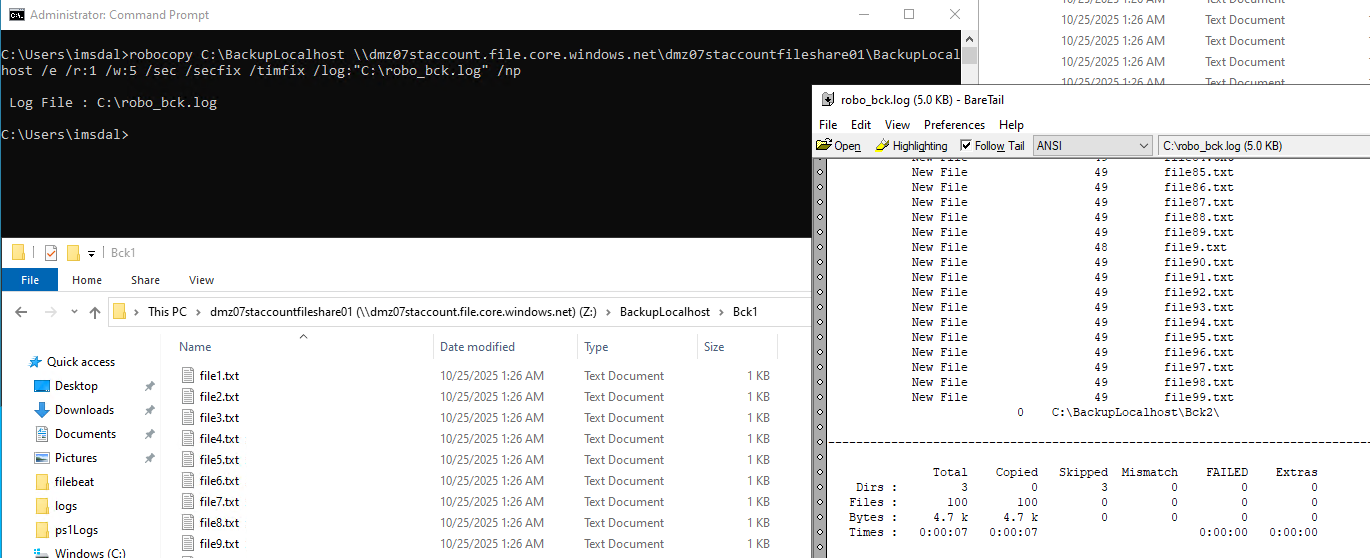 Administrator: Command Prompt
C:\Users\imsdal>robocopy C:\BackupLocalhost \\dmz07staccount.file.core.windows.net\dmz07staccountfileshare01\BackupLocal
host /e /r:1 /w:5 /sec /secfix /timfix /log:"C:\robo_bck.log" /np
Log File : C:\robo_bck.log
C:\Users\imsdal>
10/25/2025 1:26 AM Text Document
10/25/2025 1:26 AM Text Document
10/25/2025 1:26 AM Text Document
10/25/2025 1:26 AM Text Document
10/25/2025 1:26 AM Text Document
Bck1
File Home Share View
This PC > dmz07staccountfileshare01 (\\dmz07staccount.file.core.windows.net) (Z:) > BackupLocalhost > Bck1
Quick access
Desktop
Downloads
Documents
Pictures
filebeat
logs
ps1Logs
Windows (C:)
Name Date modified Type Size
file1.txt 10/25/2025 1:26 AM Text Document 1 KB
file2.txt 10/25/2025 1:26 AM Text Document 1 KB
file3.txt 10/25/2025 1:26 AM Text Document 1 KB
file4.txt 10/25/2025 1:26 AM Text Document 1 KB
file5.txt 10/25/2025 1:26 AM Text Document 1 KB
file6.txt 10/25/2025 1:26 AM Text Document 1 KB
file7.txt 10/25/2025 1:26 AM Text Document 1 KB
file8.txt 10/25/2025 1:26 AM Text Document 1 KB
file9.txt 10/25/2025 1:26 AM Text Document 1 KB
robo_bck.log (5.0 KB) - BareTail
File Edit View Preferences Help
Open Highlighting Follow Tail ANSI C:\robo_bck.log (5.0 KB)
New File 49 file85.txt
New File 49 file86.txt
New File 49 file87.txt
New File 49 file88.txt
New File 49 file89.txt
New File 48 file9.txt
New File 49 file90.txt
New File 49 file91.txt
New File 49 file92.txt
New File 49 file93.txt
New File 49 file94.txt
New File 49 file95.txt
New File 49 file96.txt
New File 49 file97.txt
New File 49 file98.txt
New File 49 file99.txt
0 C:\BackupLocalhost\Bck2\
Total Copied Skipped Mismatch FAILED Extras
Dirs : 3 0 3 0 0 0
Files : 100 100 0 0 0 0
Bytes : 4.7 k 4.7 k 0 0 0 0
Times : 0:00:07 0:00:07 0:00:00 0:00:00